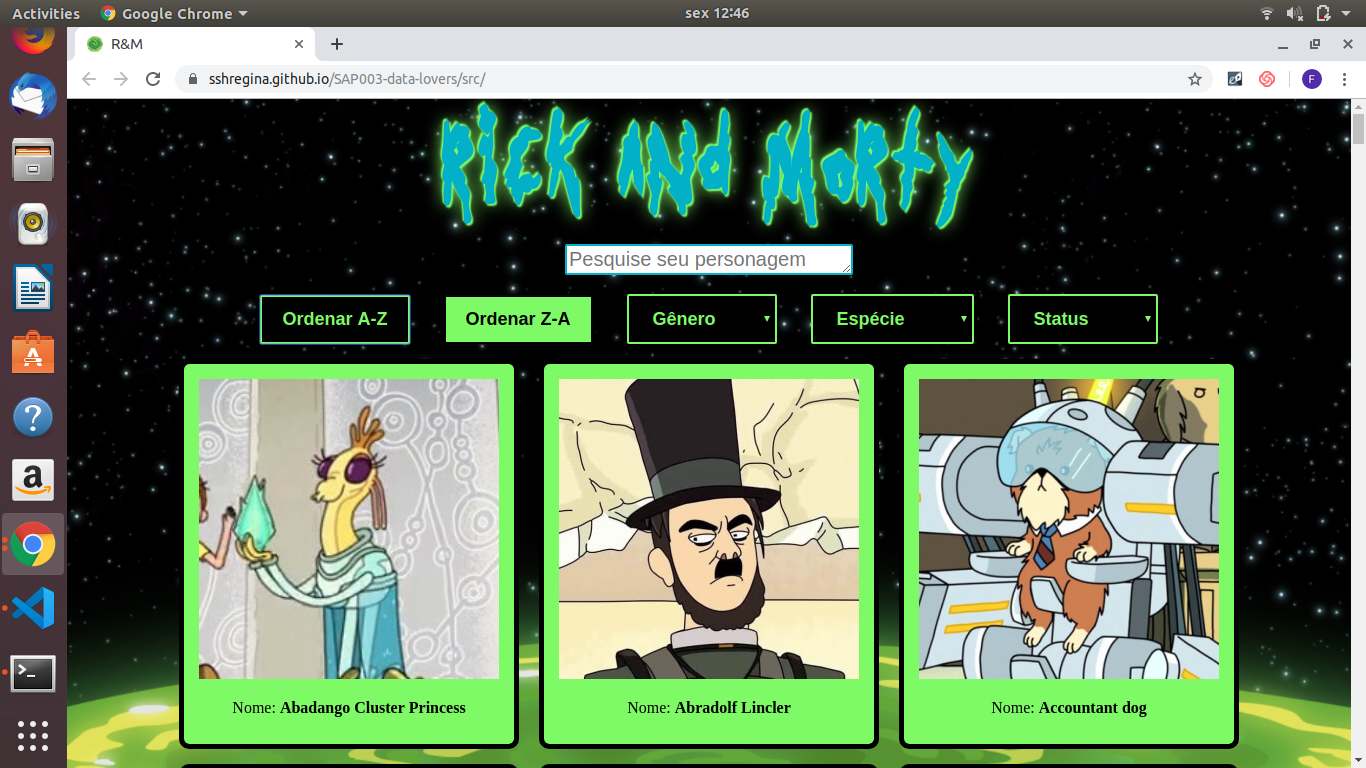 Activities Google Chrome sex 12:46
R&M
sshregina.github.io/SAP003-data-lovers/src/ F
Rick and Morty
Pesquise seu personagem
Ordenar A-Z Ordenar Z-A Gênero Espécie Status
Nome: Abadango Cluster Princess Nome: Abradolf Lincler Nome: Accountant dog